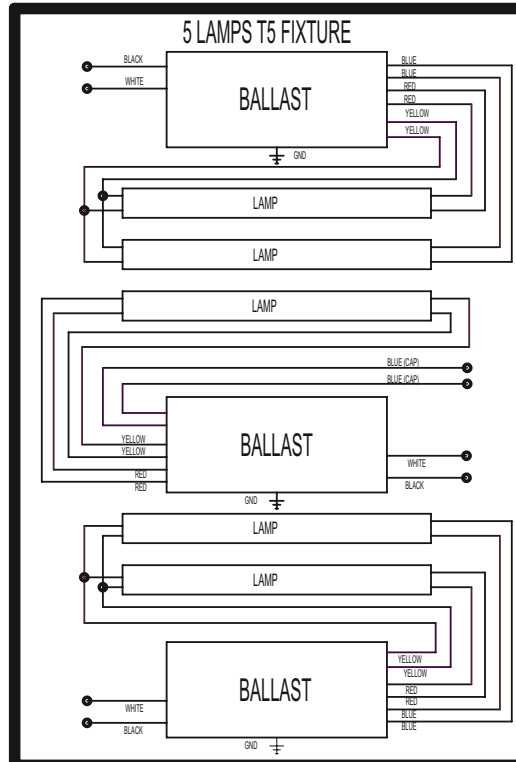 5 LAMPS T5 FIXTURE
BLACK
WHITE
BALLAST
BLUE
BLUE
RED
RED
YELLOW
YELLOW
GND
LAMP
LAMP
LAMP
BLUE (CAP)
BLUE (CAP)
BALLAST
YELLOW
YELLOW
RED
RED
WHITE
BLACK
GND
LAMP
LAMP
BALLAST
YELLOW
YELLOW
RED
RED
BLUE
BLUE
WHITE
BLACK
GND